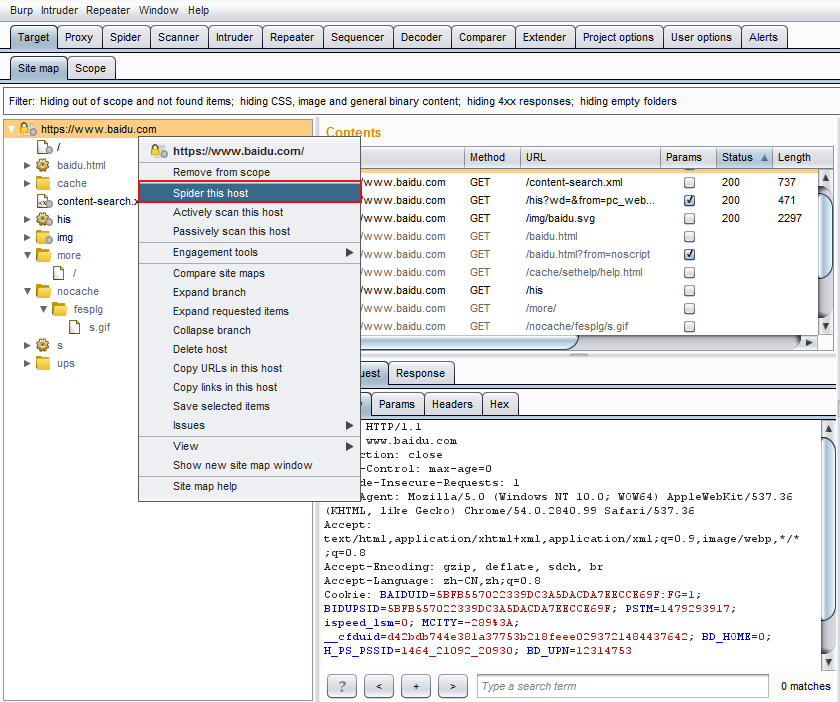 Burp Intruder Repeater Window Help
Target Proxy Spider Scanner Intruder Repeater Sequencer Decoder Comparer Extender Project options User options Alerts
Site map Scope
Filter: Hiding out of scope and not found items; hiding CSS, image and general binary content; hiding 4xx responses; hiding empty folders
https://www.baidu.com
/
baidu.html
cache
content-search.x
his
img
more
/
nocache
fesplg
s.gif
s
ups
https://www.baidu.com/
Remove from scope
Spider this host
Actively scan this host
Passively scan this host
Engagement tools
Compare site maps
Expand branch
Expand requested items
Collapse branch
Delete host
Copy URLs in this host
Copy links in this host
Save selected items
Issues
View
Show new site map window
Site map help
Contents
Method URL Params Status Length
/www.baidu.com GET /content-search.xml 200 737
/www.baidu.com GET /his?wd=&from=pc_web... 200 471
/www.baidu.com GET /img/baidu.svg 200 2297
/www.baidu.com GET /baidu.html
/www.baidu.com GET /baidu.html?from=noscript
/www.baidu.com GET /cache/sethelp/help.html
/www.baidu.com GET /his
/www.baidu.com GET /more/
/www.baidu.com GET /nocache/fesplg/s.gif
uest Response
Params Headers Hex
HTTP/1.1
www.baidu.com
ction: close
-Control: max-age=0
de-Insecure-Requests: 1
Agent: Mozilla/5.0 (Windows NT 10.0; WOW64) AppleWebKit/537.36
(KHTML, like Gecko) Chrome/54.0.2840.99 Safari/537.36
Accept:
text/html,application/xhtml+xml,application/xml;q=0.9,image/webp,*/*
;q=0.8
Accept-Encoding: gzip, deflate, sdch, br
Accept-Language: zh-CN,zh;q=0.8
Cookie: BAIDUID=5BFB557022339DC3A5DACDA7EECCE69F:FG=1;
BIDUPSID=5BFB557022339DC3A5DACDA7EECCE69F; PSTM=1479293917;
ispeed_lsm=0; MCITY=-289%3A;
__cfduid=d42bdb744e381a37753b218feee0293721484437642; BD_HOME=0;
H_PS_PSSID=1464_21092_20930; BD_UPN=12314753
? < + > Type a search term 0 matches